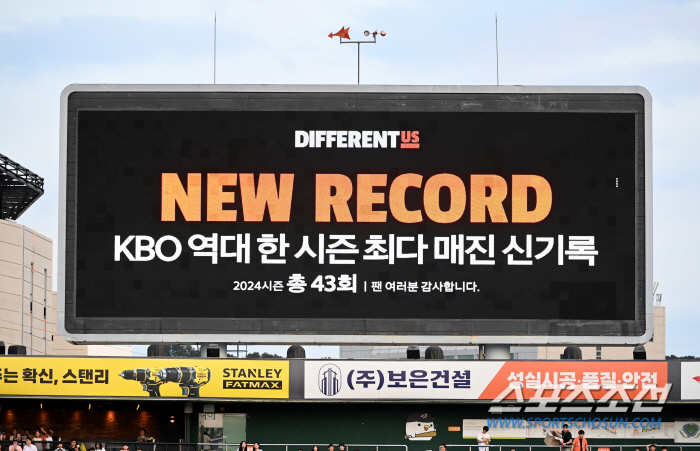 DIFFERENT US
NEW RECORD
KBO 역대 한 시즌 최다 매진 신기록
2024시즌 총 43회 | 팬 여러분 감사합니다.
는 확신, 스탠리
STANLEY
FATMAX
(주)보은건설
성실시공·품질·안전
스포츠조선
WWW.SPORTSCHOSUN.COM